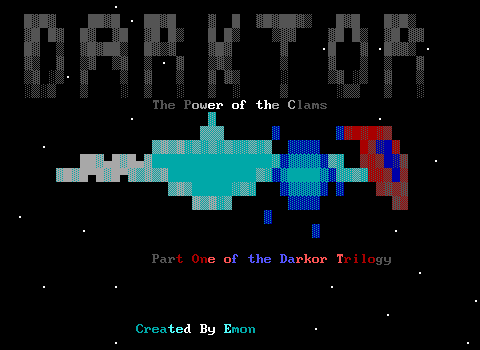 DARKTOR
The Power of the Clams
Part One of the Darkor Trilogy
Created By Emon